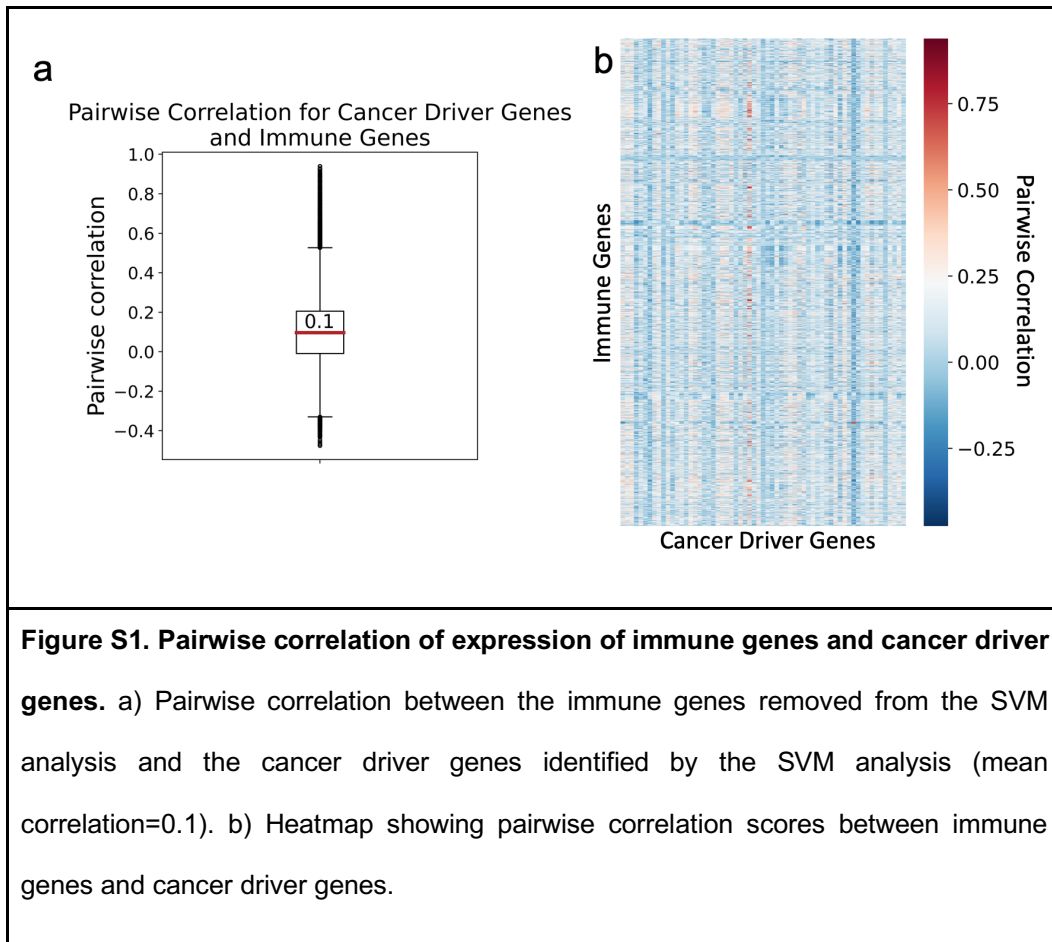 a
Pairwise Correlation for Cancer Driver Genes
and Immune Genes
Pairwise correlation
1.0
0.8
0.6
0.4
0.2
0.0
−0.2
−0.4
0.1
b
Immune Genes
Cancer Driver Genes
0.75
0.50
0.25
0.00
−0.25
Pairwise Correlation
Figure S1. Pairwise correlation of expression of immune genes and cancer driver
genes. a) Pairwise correlation between the immune genes removed from the SVM
analysis and the cancer driver genes identified by the SVM analysis (mean
correlation=0.1). b) Heatmap showing pairwise correlation scores between immune
genes and cancer driver genes.